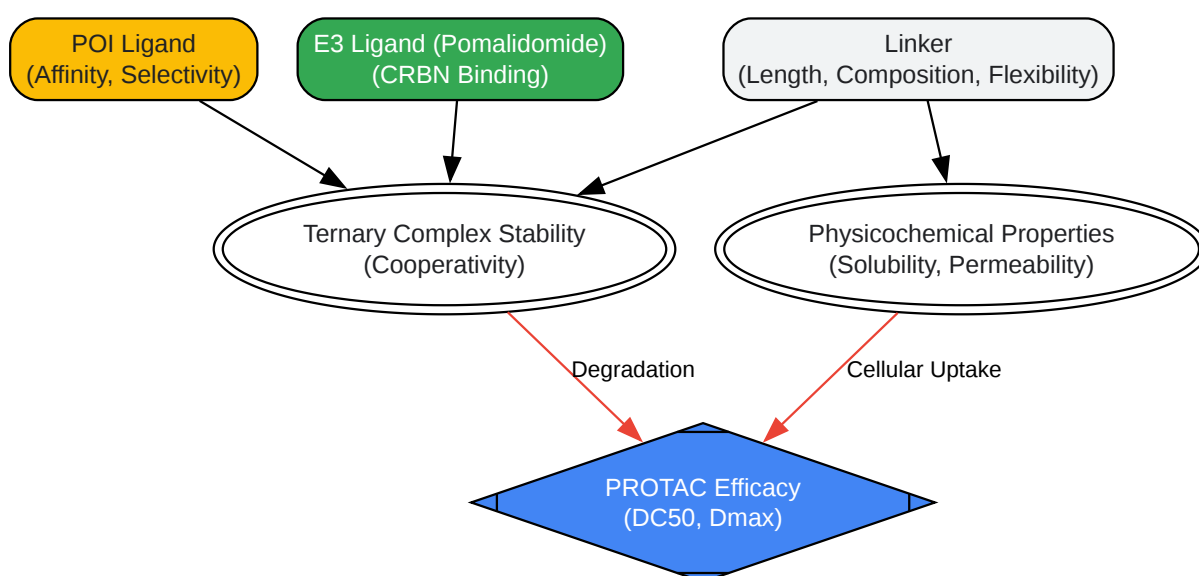 POI Ligand
(Affinity, Selectivity)
E3 Ligand (Pomalidomide)
(CRBN Binding)
Linker
(Length, Composition, Flexibility)
Ternary Complex Stability
(Cooperativity)
Physicochemical Properties
(Solubility, Permeability)
Degradation
Cellular Uptake
PROTAC Efficacy
(DC50, Dmax)